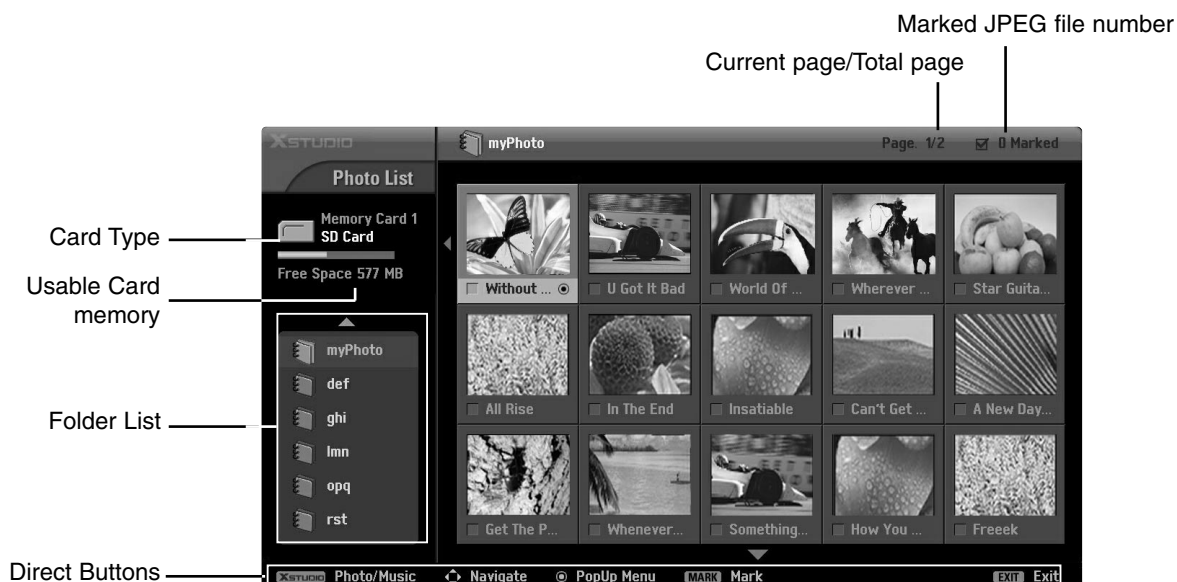 Marked JPEG file number
Current page/Total page
XSTUDIO
myPhoto
Page. 1/2
0 Marked
Photo List
Card Type
Memory Card 1
SD Card
Free Space 577 MB
Usable Card
memory
Without ...
U Got It Bad
World Of ...
Wherever ...
Star Guita...
Folder List
myPhoto
def
ghi
lmn
opq
rst
All Rise
In The End
Insatiable
Can't Get ...
A New Day...
Get The P...
Whenever...
Something...
How You ...
Freeek
Direct Buttons
XSTUDIO Photo/Music Navigate PopUp Menu MARK Mark EXIT Exit